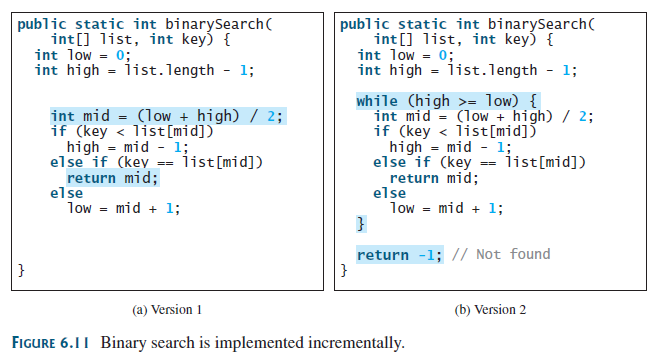 public static int binarySearch(
int[] list, int key) {
int low = 0;
int high = list.length - 1;
int mid = (low + high) / 2;
if (key < list[mid])
high = mid - 1;
else if (key == list[mid])
return mid;
else
low = mid + 1;
}
(a) Version 1
public static int binarySearch(
int[] list, int key) {
int low = 0;
int high = list.length - 1;
while (high >= low) {
int mid = (low + high) / 2;
if (key < list[mid])
high = mid - 1;
else if (key == list[mid])
return mid;
else
low = mid + 1;
}
return -1; // Not found
}
(b) Version 2
FIGURE 6.11 Binary search is implemented incrementally.